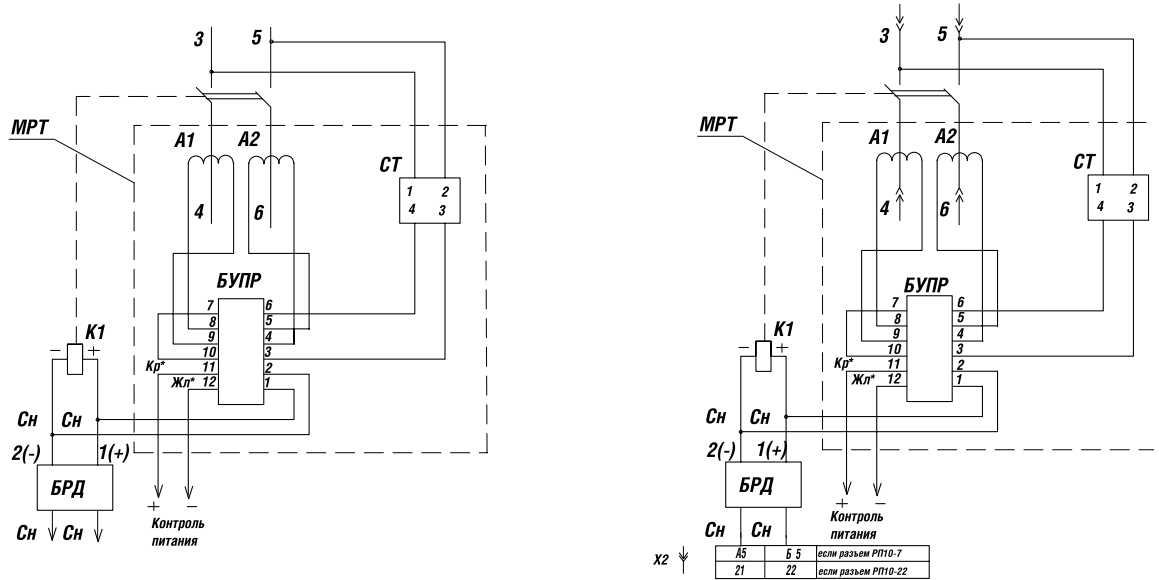 3 5
МРТ
А1 А2
СТ
1 2
4 3
4 6
БУПР
7 6
8 5
9 4
10 3
11 2
12 1
К1
− +
Кр*
Жл*
Сн Сн
2(-) 1(+)
БРД
Сн Сн
+ −
Контроль
питания
3 5
МРТ
А1 А2
СТ
1 2
4 3
4 6
БУПР
7 6
8 5
9 4
10 3
11 2
12 1
К1
− +
Кр*
Жл*
Сн Сн
2(-) 1(+)
БРД
Сн Сн
+ −
Контроль
питания
Х2
А5 Б 5 если разъем РП10-7
21 22 если разъем РП10-22